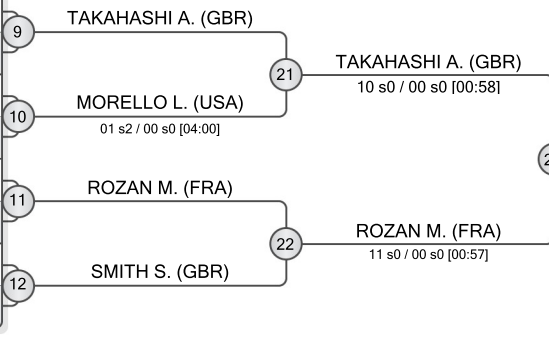 TAKAHASHI A. (GBR)
9
21
TAKAHASHI A. (GBR)
10 s0 / 00 s0 [00:58]
MORELLO L. (USA)
10
01 s2 / 00 s0 [04:00]
ROZAN M. (FRA)
11
22
ROZAN M. (FRA)
11 s0 / 00 s0 [00:57]
SMITH S. (GBR)
12